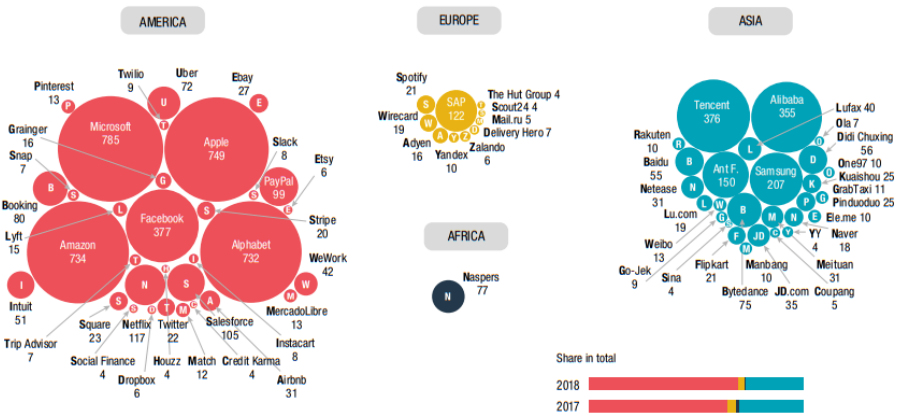 AMERICA
EUROPE
ASIA
Pinterest
13
Twilio
9
Uber
72
Ebay
27
P
U
E
T
Microsoft
785
Apple
749
Grainger
16
Snap
7
Slack
8
Etsy
6
G
B
S
S
PayPal
99
E
Booking
80
L
Facebook
377
S
Stripe
20
Lyft
15
Amazon
734
Alphabet
732
WeWork
42
T
H
I
I
N
S
W
M
S
S
D
T
M
C
A
Intuit
51
MercadoLibre
13
Square
23
Netflix
117
Twitter
22
Salesforce
105
Instacart
8
Trip Advisor
7
Social Finance
4
Houzz
4
Match
12
Credit Karma
4
Dropbox
6
Airbnb
31
Spotify
21
S
SAP
122
The Hut Group 4
Scout24 4
Mail.ru 5
Delivery Hero 7
Wirecard
19
W
A
Y
Z
D
Zalando
6
Adyen
16
Yandex
10
AFRICA
N
Naspers
77
Tencent
376
Alibaba
355
Lufax 40
Ola 7
Didi Chuxing
56
One97 10
Kuaishou 25
GrabTaxi 11
Pinduoduo 25
Ele.me 10
Rakuten
10
R
L
O
Baidu
55
B
D
Ant F.
150
Samsung
207
O
K
Netease
31
N
P
G
L
W
G
B
M
N
E
Lu.com
19
F
JD
C
Y
M
YY
4
Naver
18
Weibo
13
Go-Jek
9
Sina
4
Flipkart
21
Manbang
10
Meituan
31
Bytedance
75
JD.com
35
Coupang
5
Share in total
2018
2017